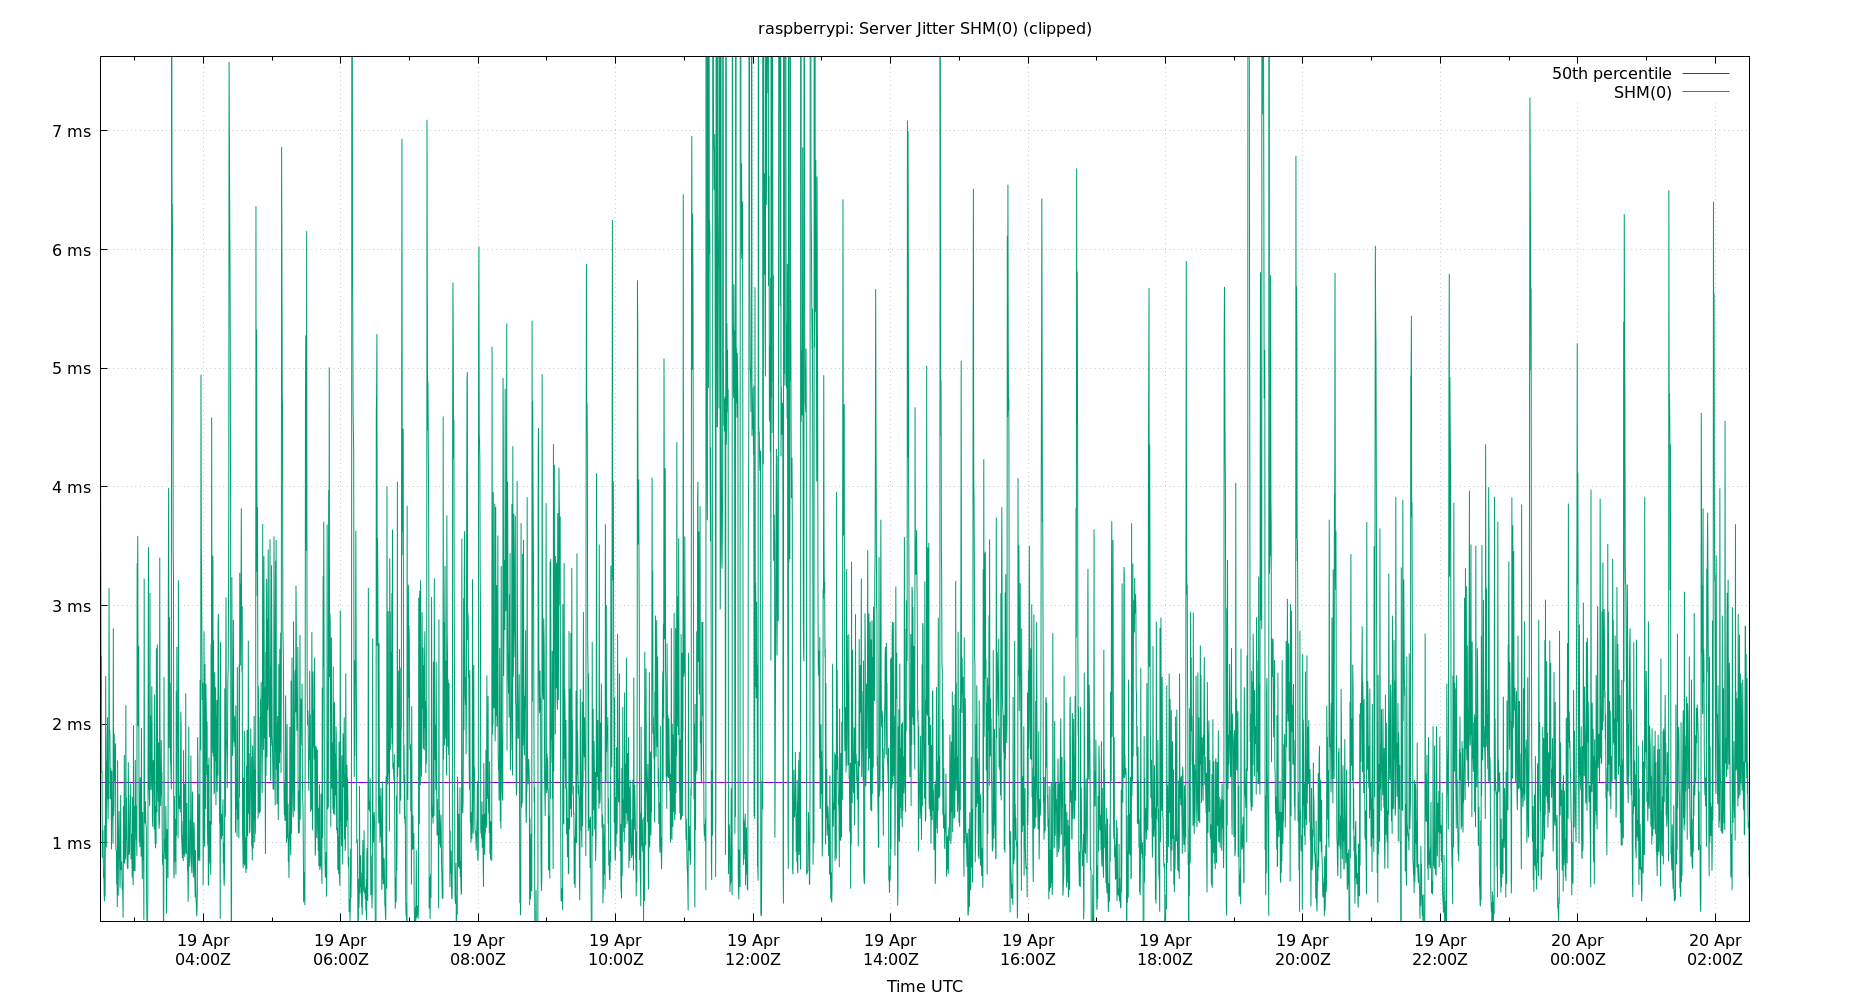 raspberrypi: Server Jitter SHM(0) (clipped)
50th percentile
SHM(0)
7 ms
6 ms
5 ms
4 ms
3 ms
2 ms
1 ms
19 Apr 19 Apr 19 Apr 19 Apr 19 Apr 19 Apr 19 Apr 19 Apr 19 Apr 19 Apr 20 Apr 20 Apr
04:00Z 06:00Z 08:00Z 10:00Z 12:00Z 14:00Z 16:00Z 18:00Z 20:00Z 22:00Z 00:00Z 02:00Z
Time UTC